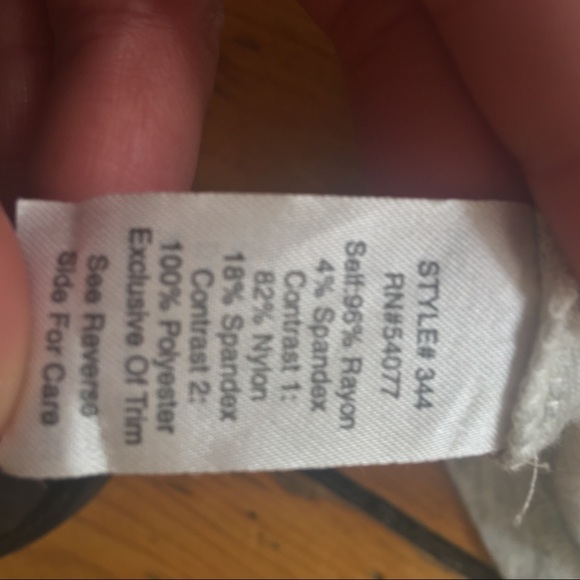 STYLE# 344
RN#54077
Self:96% Rayon
4% Spandex
Contrast 1:
82% Nylon
18% Spandex
Contrast 2:
100% Polyester
Exclusive Of Trim
See Reverse
Side For Care